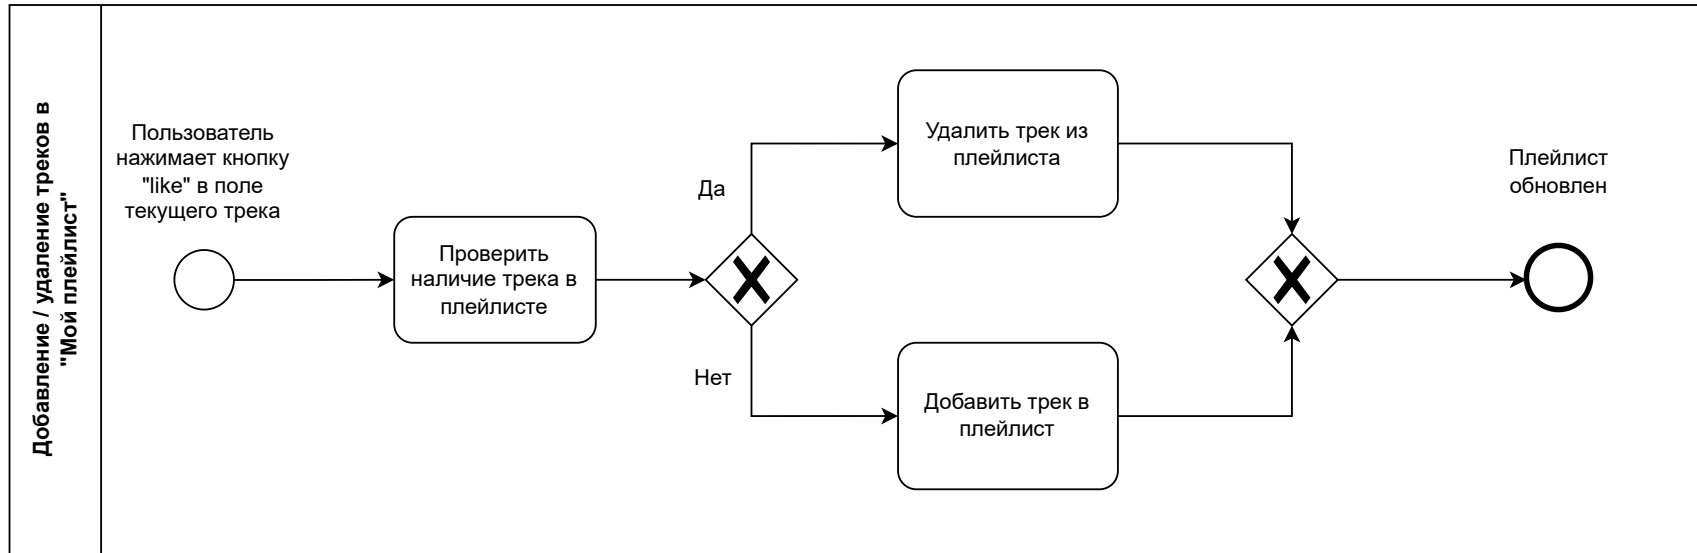 Добавление / удаление треков в
"Мой плейлист"
Пользователь
нажимает кнопку
"like" в поле
текущего трека
Проверить
наличие трека в
плейлисте
Да
Нет
Удалить трек из
плейлиста
Добавить трек в
плейлист
Плейлист
обновлен